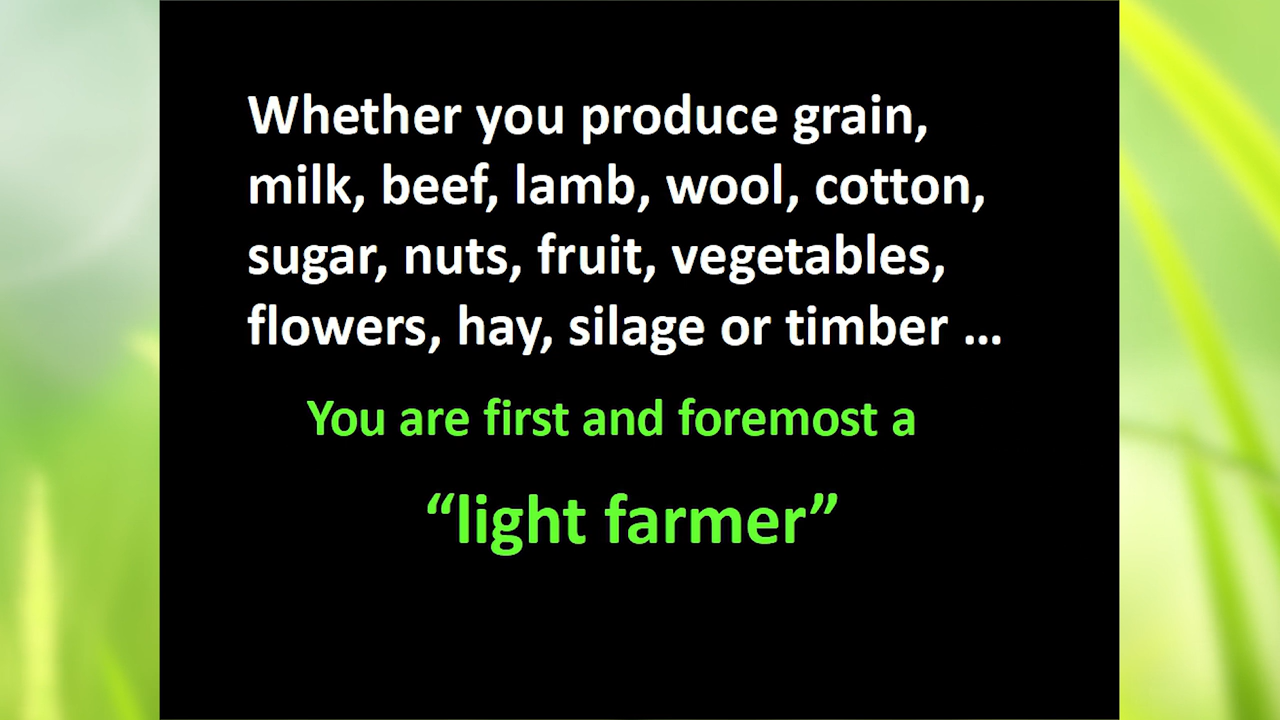 Whether you produce grain,
milk, beef, lamb, wool, cotton,
sugar, nuts, fruit, vegetables,
flowers, hay, silage or timber …
You are first and foremost a
“light farmer”